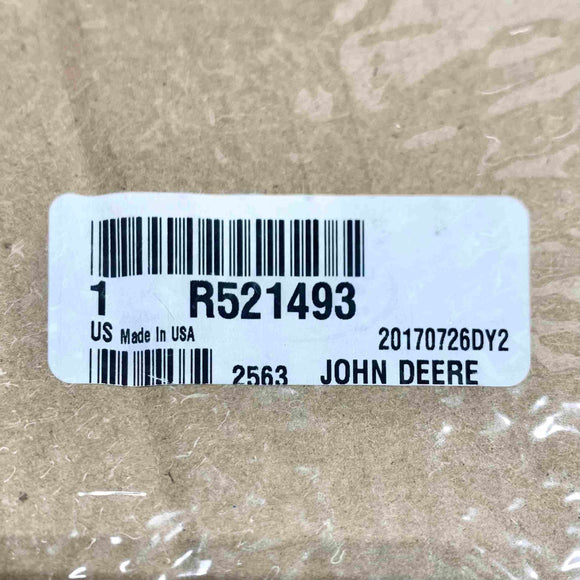 1 R521493
US Made In USA 20170726DY2
2563 JOHN DEERE